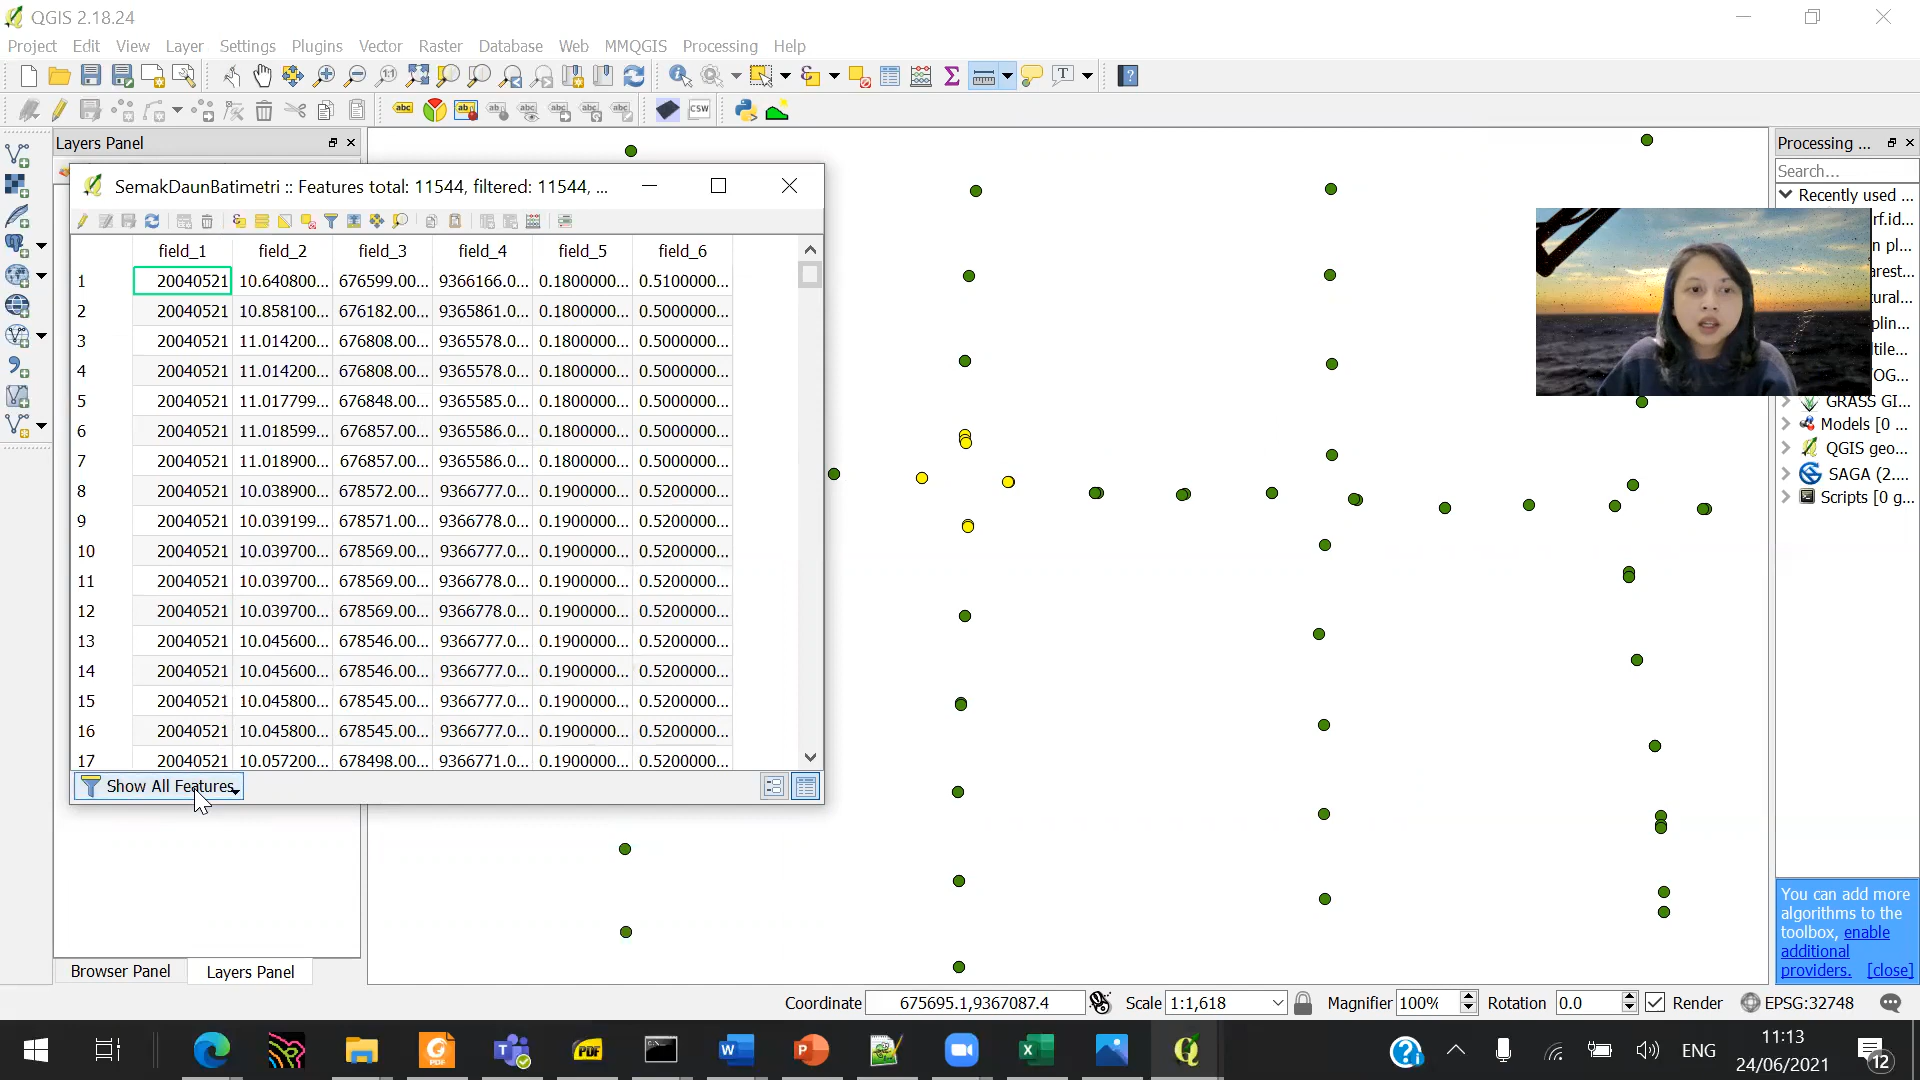 QGIS 2.18.24
Project Edit View Layer Settings Plugins Vector Raster Database Web MMQGIS Processing Help
Layers Panel
Processing ...
Search...
Recently used ...
SemakDaunBatimetri :: Features total: 11544, filtered: 11544, ...
field_1 field_2 field_3 field_4 field_5 field_6
1 20040521 10.640800... 676599.00... 9366166.0... 0.1800000... 0.5100000...
2 20040521 10.858100... 676182.00... 9365861.0... 0.1800000... 0.5000000...
3 20040521 11.014200... 676808.00... 9365578.0... 0.1800000... 0.5000000...
4 20040521 11.014200... 676808.00... 9365578.0... 0.1800000... 0.5000000...
5 20040521 11.017799... 676848.00... 9365585.0... 0.1800000... 0.5000000...
6 20040521 11.018599... 676857.00... 9365586.0... 0.1800000... 0.5000000...
7 20040521 11.018900... 676857.00... 9365586.0... 0.1800000... 0.5000000...
8 20040521 10.038900... 678572.00... 9366777.0... 0.1900000... 0.5200000...
9 20040521 10.039199... 678571.00... 9366778.0... 0.1900000... 0.5200000...
10 20040521 10.039700... 678569.00... 9366777.0... 0.1900000... 0.5200000...
11 20040521 10.039700... 678569.00... 9366778.0... 0.1900000... 0.5200000...
12 20040521 10.039700... 678569.00... 9366778.0... 0.1900000... 0.5200000...
13 20040521 10.045600... 678546.00... 9366777.0... 0.1900000... 0.5200000...
14 20040521 10.045600... 678546.00... 9366777.0... 0.1900000... 0.5200000...
15 20040521 10.045800... 678545.00... 9366777.0... 0.1900000... 0.5200000...
16 20040521 10.045800... 678545.00... 9366777.0... 0.1900000... 0.5200000...
17 20040521 10.057200... 678498.00... 9366771.0... 0.1900000... 0.5200000...
Show All Features
GRASS GI...
Models [0 ...
QGIS geo...
SAGA (2....
Scripts [0 g...
You can add more
algorithms to the
toolbox, enable
additional
providers. [close]
Browser Panel Layers Panel
Coordinate 675695.1,9367087.4 Scale 1:1,618 Magnifier 100% Rotation 0.0 Render EPSG:32748
ENG
11:13
24/06/2021
12